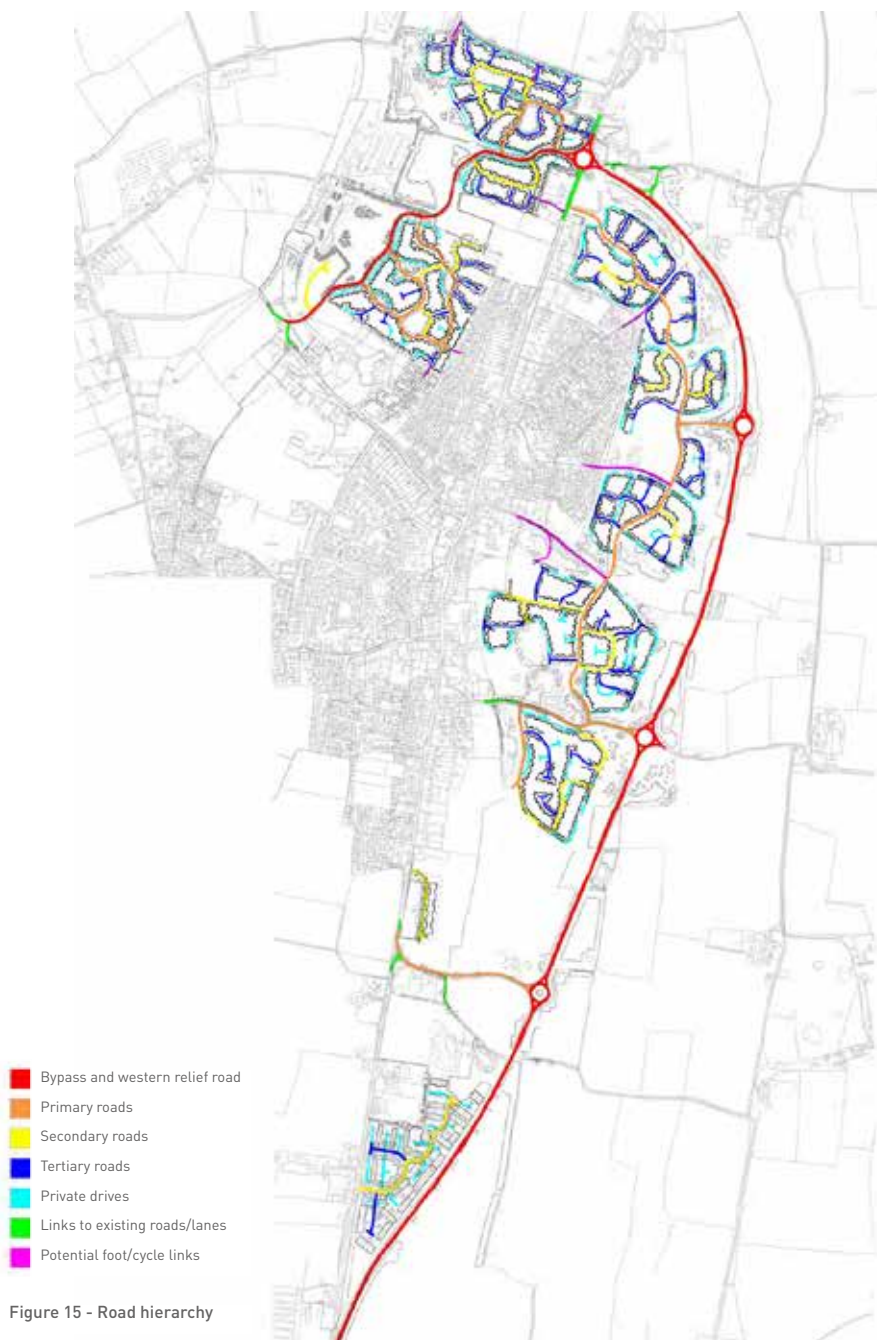 Bypass and western relief road
Primary roads
Secondary roads
Tertiary roads
Private drives
Links to existing roads/lanes
Potential foot/cycle links
Figure 15 - Road hierarchy